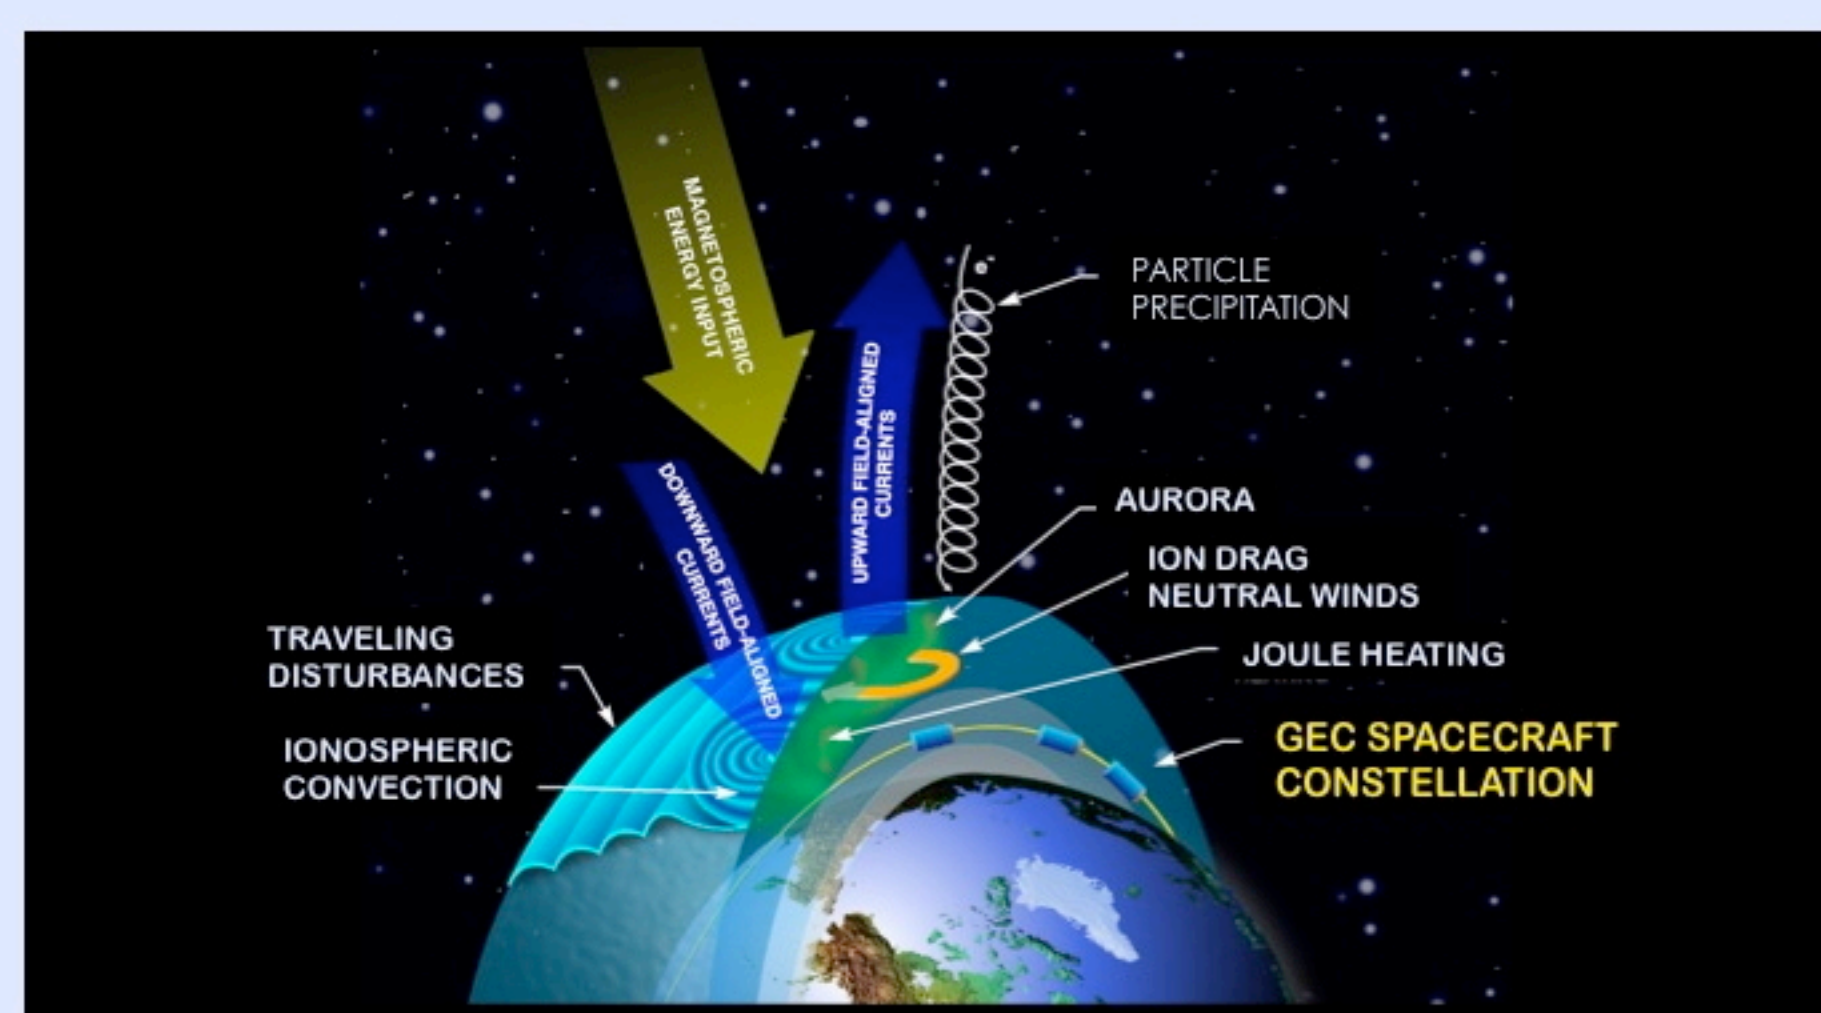 MAGNETOSPHERIC
ENERGY INPUT
PARTICLE
PRECIPITATION
UPWARD FIELD-ALIGNED
CURRENTS
DOWNWARD FIELD-ALIGNED
CURRENTS
AURORA
ION DRAG
NEUTRAL WINDS
TRAVELING
DISTURBANCES
JOULE HEATING
IONOSPHERIC
CONVECTION
GEC SPACECRAFT
CONSTELLATION